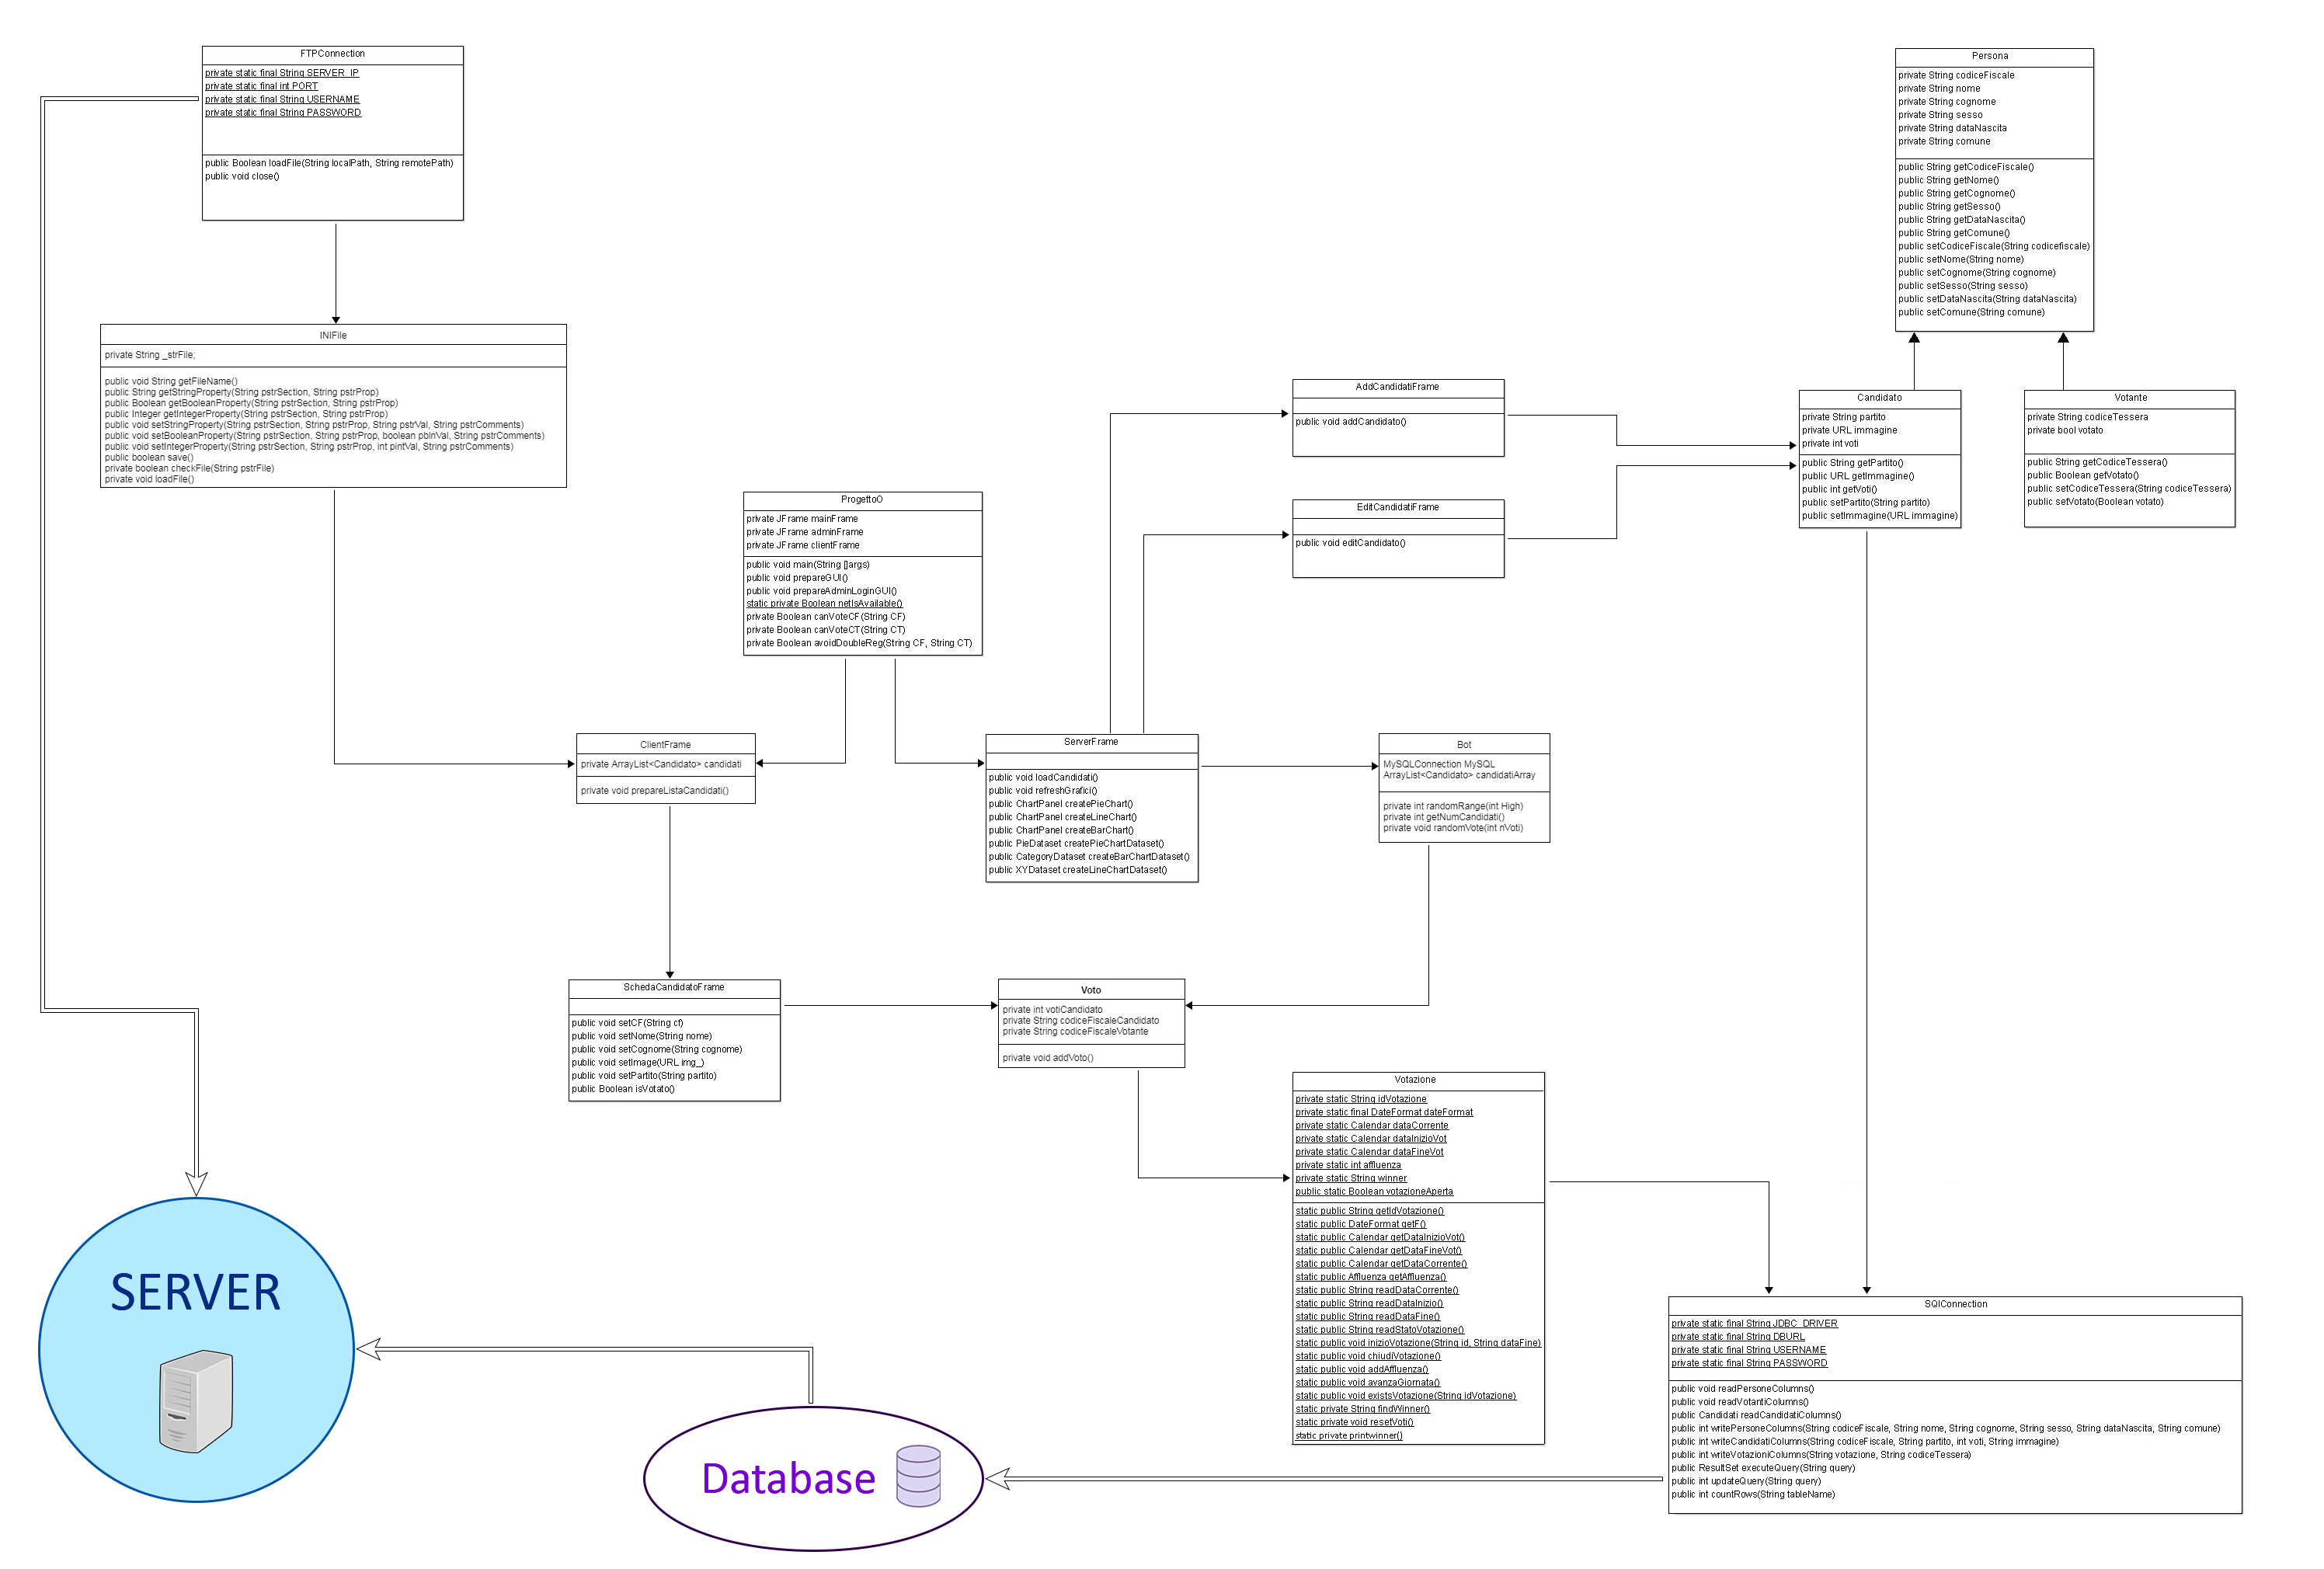 FTPConnection
private static final String SERVER_IP
private static final int PORT
private static final String USERNAME
private static final String PASSWORD
public Boolean loadFile(String localPath, String remotePath)
public void close()
Persona
private String codiceFiscale
private String nome
private String cognome
private String sesso
private String dataNascita
private String comune
public String getCodiceFiscale()
public String getNome()
public String getCognome()
public String getSesso()
public String getDataNascita()
public String getComune()
public setCodiceFiscale(String codicefiscale)
public setNome(String nome)
public setCognome(String cognome)
public setSesso(String sesso)
public setDataNascita(String dataNascita)
public setComune(String comune)
INIFile
private String _strFile;
public void String getFileName()
public String getStringProperty(String pstrSection, String pstrProp)
public Boolean getBooleanProperty(String pstrSection, String pstrProp)
public Integer getIntegerProperty(String pstrSection, String pstrProp)
public void setStringProperty(String pstrSection, String pstrProp, String pstrVal, String pstrComments)
public void setBooleanProperty(String pstrSection, String pstrProp, boolean pblnVal, String pstrComments)
public void setIntegerProperty(String pstrSection, String pstrProp, int pintVal, String pstrComments)
public boolean save()
private boolean checkFile(String pstrFile)
private void loadFile()
AddCandidatiFrame
public void addCandidato()
Candidato
private String partito
private URL immagine
private int voti
public String getPartito()
public URL getImmagine()
public int getVoti()
public setPartito(String partito)
public setImmagine(URL immagine)
Votante
private String codiceTessera
private bool votato
public String getCodiceTessera()
public Boolean getVotato()
public setCodiceTessera(String codiceTessera)
public setVotato(Boolean votato)
ProgettoO
private JFrame mainFrame
private JFrame adminFrame
private JFrame clientFrame
public void main(String []args)
public void prepareGUI()
public void prepareAdminLoginGUI()
static private Boolean netIsAvailable()
private Boolean canVoteCF(String CF)
private Boolean canVoteCT(String CT)
private Boolean avoidDoubleReg(String CF, String CT)
EditCandidatiFrame
public void editCandidato()
ClientFrame
private ArrayList<Candidato> candidati
private void prepareListaCandidati()
ServerFrame
public void loadCandidati()
public void refreshGrafici()
public ChartPanel createPieChart()
public ChartPanel createLineChart()
public ChartPanel createBarChart()
public PieDataset createPieChartDataset()
public CategoryDataset createBarChartDataset()
public XYDataset createLineChartDataset()
Bot
MySQLConnection MySQL
ArrayList<Candidato> candidatiArray
private int randomRange(int High)
private int getNumCandidati()
private void randomVote(int nVoti)
SchedaCandidatoFrame
public void setCF(String cf)
public void setNome(String nome)
public void setCognome(String cognome)
public void setImage(URL img_)
public void setPartito(String partito)
public Boolean isVotato()
Voto
private int votiCandidato
private String codiceFiscaleCandidato
private String codiceFiscaleVotante
private void addVoto()
Votazione
private static String idVotazione
private static final DateFormat dateFormat
private static Calendar dataCorrente
private static Calendar dataInizioVot
private static Calendar dataFineVot
private static int affluenza
private static String winner
public static Boolean votazioneAperta
static public String getIdVotazione()
static public DateFormat getF()
static public Calendar getDataInizioVot()
static public Calendar getDataFineVot()
static public Calendar getDataCorrente()
static public Affluenza getAffluenza()
static public String readDataCorrente()
static public String readDataInizio()
static public String readDataFine()
static public String readStatoVotazione()
static public void inizioVotazione(String id, String dataFine)
static public void chiudiVotazione()
static public void addAffluenza()
static public void avanzaGiornata()
static public void existsVotazione(String idVotazione)
static private String findWinner()
static private void resetVoti()
static private printwinner()
SQlConnection
private static final String JDBC_DRIVER
private static final String DBURL
private static final String USERNAME
private static final String PASSWORD
public void readPersoneColumns()
public void readVotantiColumns()
public Candidati readCandidatiColumns()
public int writePersoneColumns(String codiceFiscale, String nome, String cognome, String sesso, String dataNascita, String comune)
public int writeCandidatiColumns(String codiceFiscale, String partito, int voti, String immagine)
public int writeVotazioniColumns(String votazione, String codiceTessera)
public ResultSet executeQuery(String query)
public int updateQuery(String query)
public int countRows(String tableName)
SERVER
Database